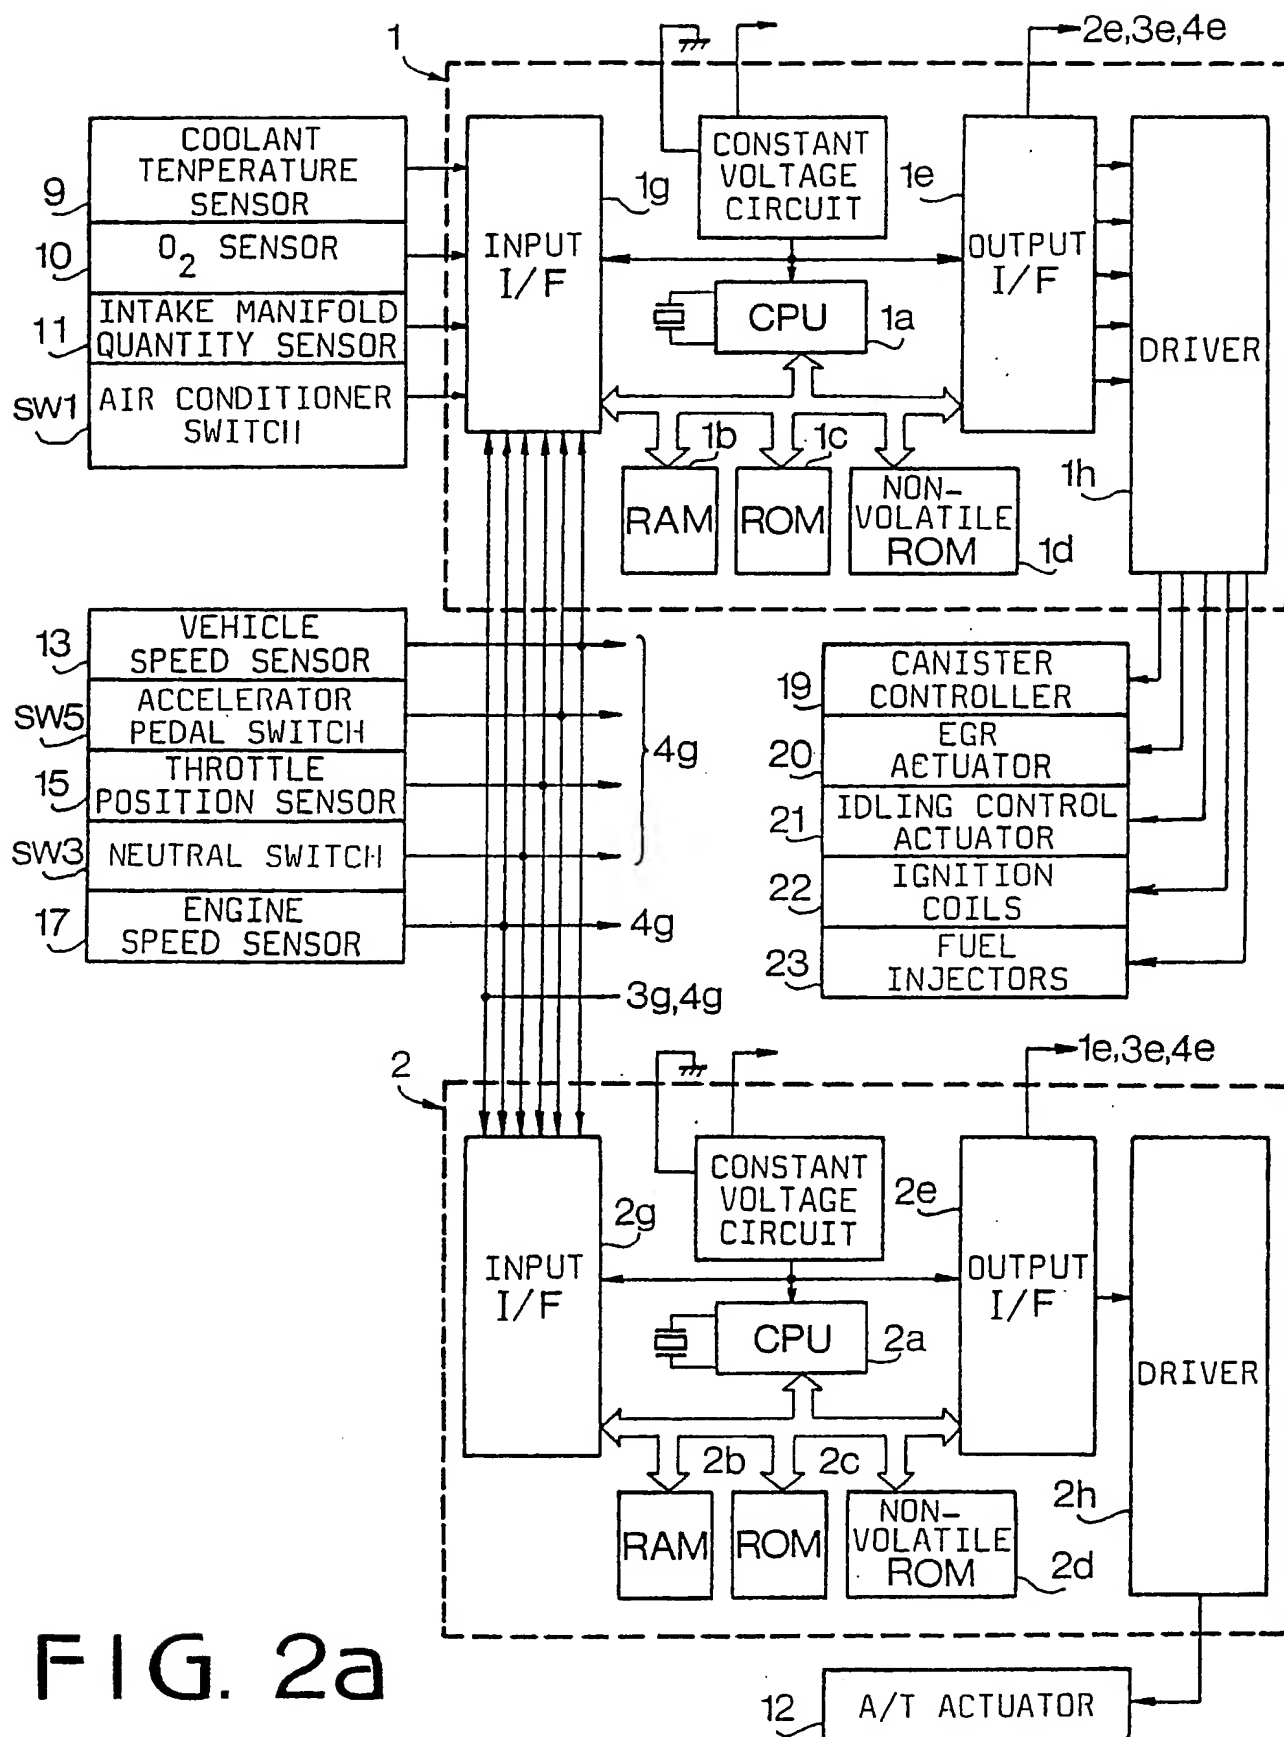 1
2e,3e,4e
COOLANT
TENPERATURE
SENSOR
9
O2 SENSOR
10
INTAKE MANIFOLD
QUANTITY SENSOR
11
AIR CONDITIONER
SWITCH
SW1
INPUT
I/F
1g
CONSTANT
VOLTAGE
CIRCUIT
1e
OUTPUT
I/F
CPU
1a
DRIVER
1h
1b
RAM
1c
ROM
NON-
VOLATILE
ROM
1d
13
VEHICLE
SPEED SENSOR
SW5
ACCELERATOR
PEDAL SWITCH
15
THROTTLE
POSITION SENSOR
SW3
NEUTRAL SWITCH
17
ENGINE
SPEED SENSOR
4g
4g
3g,4g
19
CANISTER
CONTROLLER
20
EGR
ACTUATOR
21
IDLING CONTROL
ACTUATOR
22
IGNITION
COILS
23
FUEL
INJECTORS
2
1e,3e,4e
INPUT
I/F
2g
CONSTANT
VOLTAGE
CIRCUIT
2e
OUTPUT
I/F
CPU
2a
DRIVER
2h
2b
RAM
2c
ROM
NON-
VOLATILE
ROM
2d
12
A/T ACTUATOR
FIG. 2a